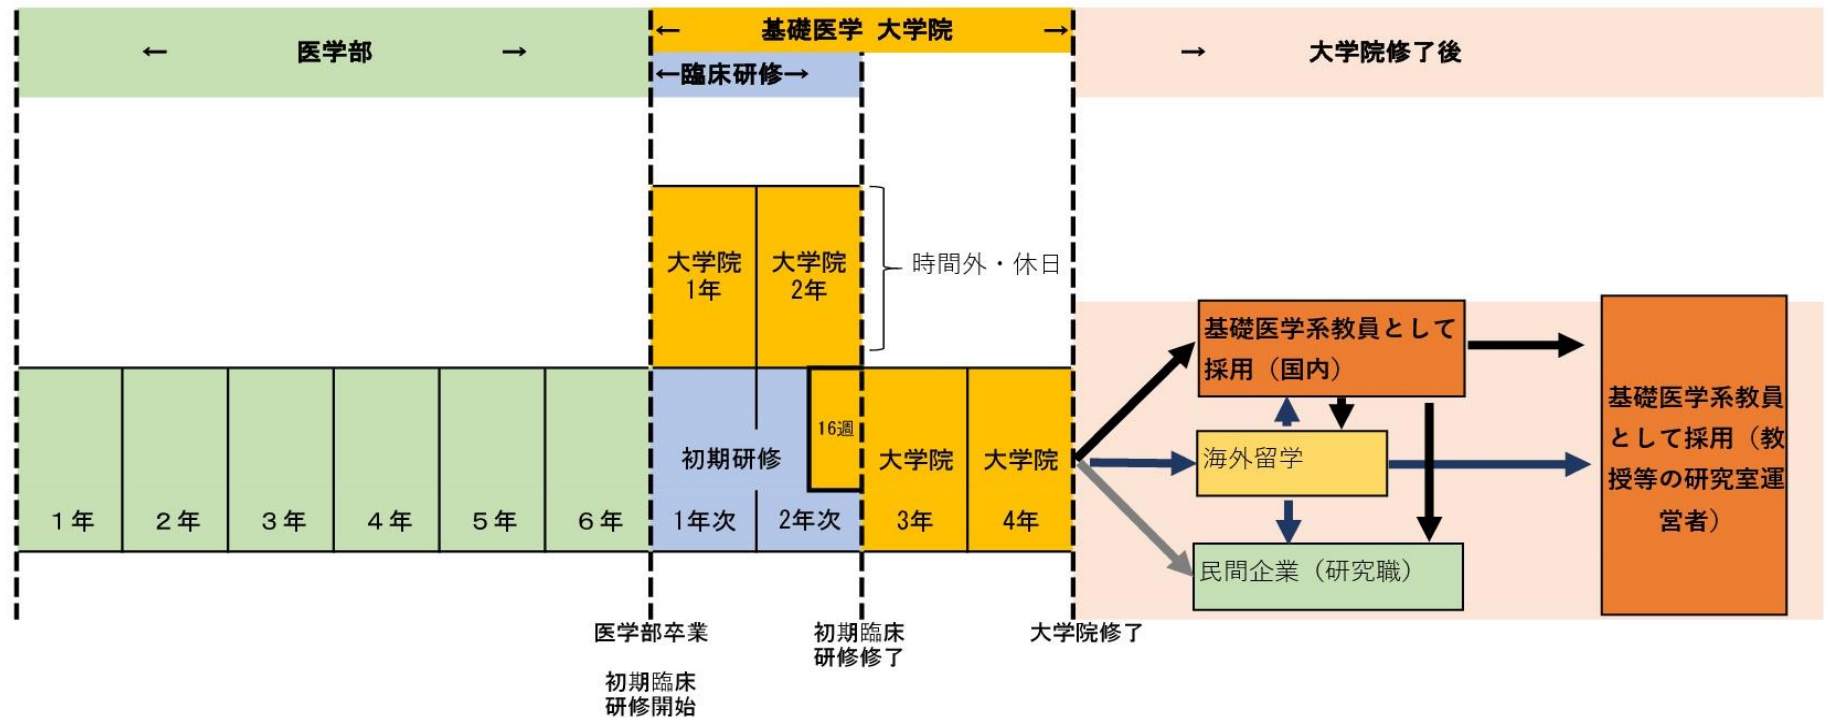 ← 医学部 →
← 基礎医学 大学院 →
←臨床研修→
→ 大学院修了後
大学院
1年
大学院
2年
時間外・休日
1年
2年
3年
4年
5年
6年
初期研修
1年次
2年次
16週
大学院
3年
大学院
4年
基礎医学系教員として
採用（国内）
海外留学
民間企業（研究職）
基礎医学系教員
として採用（教
授等の研究室運
営者）
医学部卒業
初期臨床
研修開始
初期臨床
研修修了
大学院修了